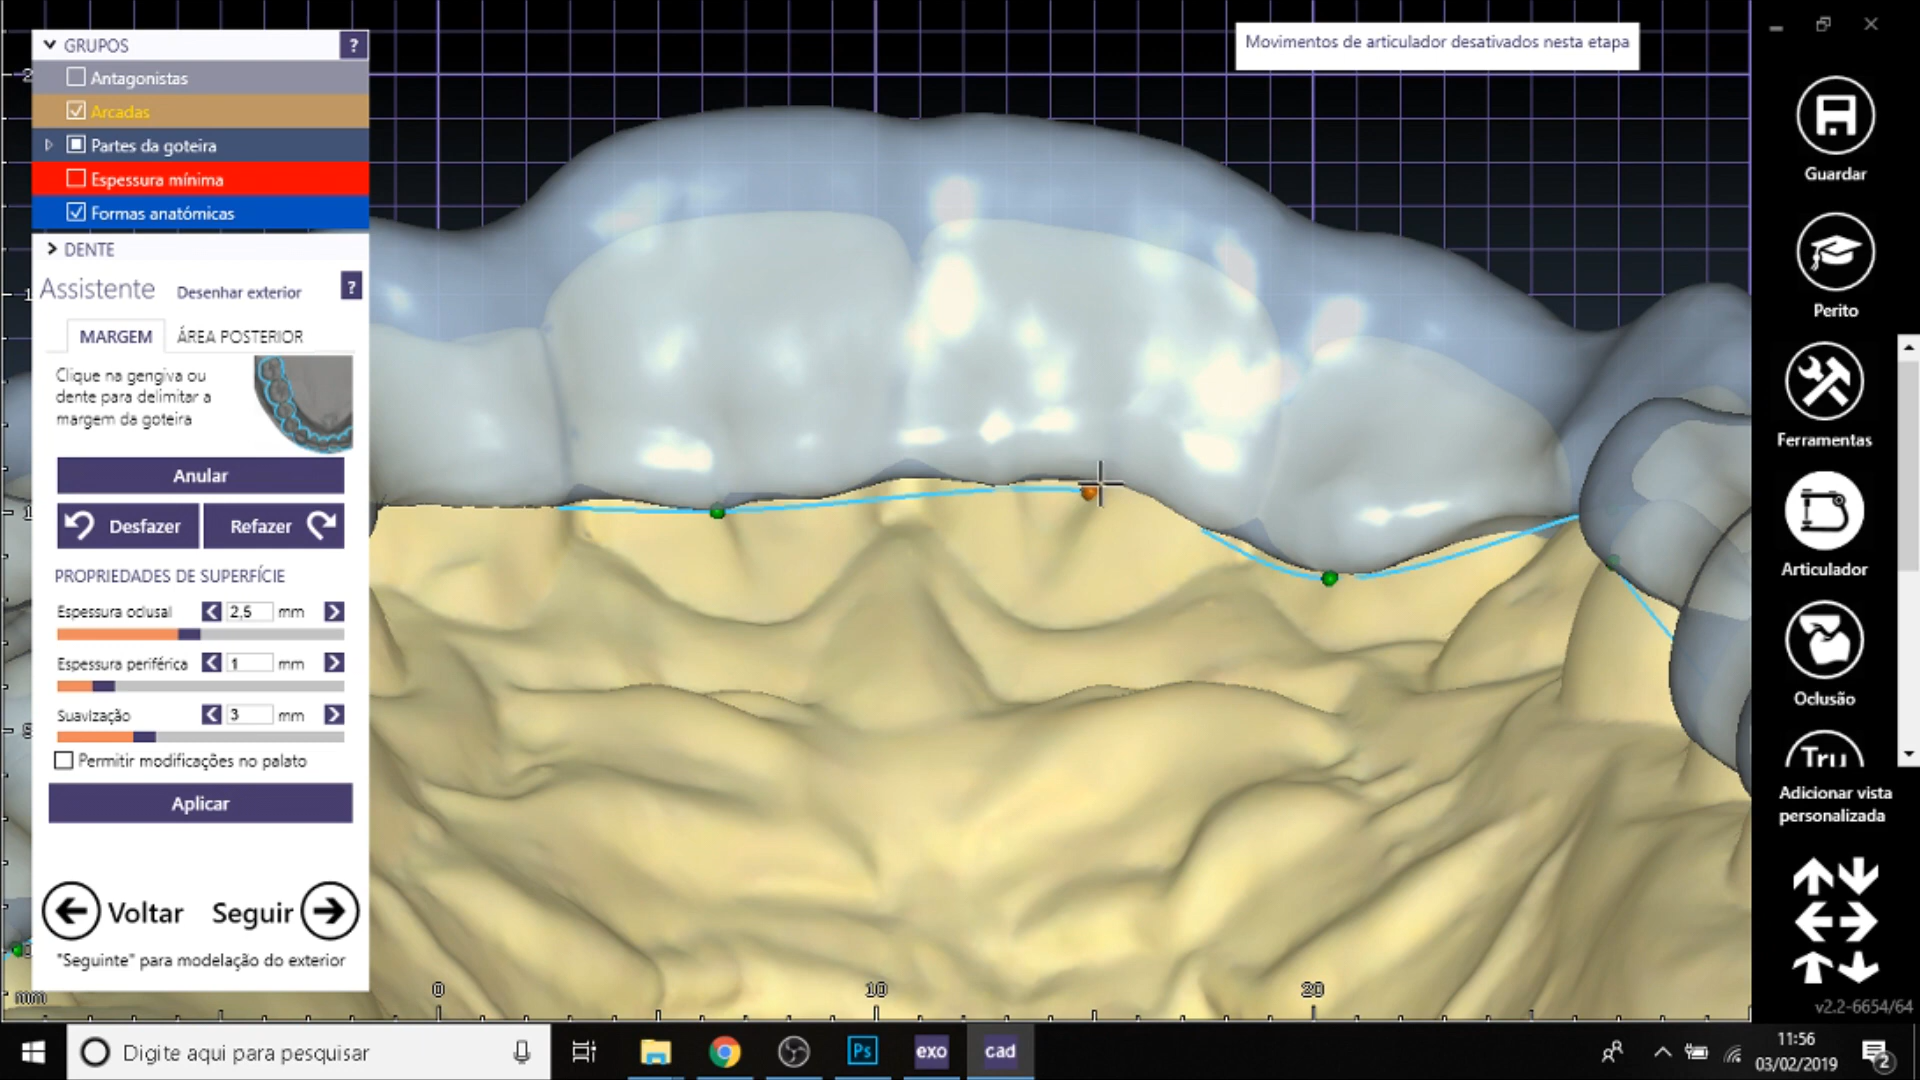 GRUPOS
?
Antagonistas
Arcadas
Partes da goteira
Espessura mínima
Formas anatómicas
DENTE
Assistente
Desenhar exterior
?
MARGEM
ÁREA POSTERIOR
Clique na gengiva ou
dente para delimitar a
margem da goteira
Anular
Desfazer
Refazer
PROPRIEDADES DE SUPERFÍCIE
Espessura oclusal
2,5
mm
Espessura periférica
1
mm
Suavização
3
mm
Permitir modificações no palato
Aplicar
Voltar
Seguir
"Seguinte" para modelação do exterior
mm
0
10
20
Movimentos de articulador desativados nesta etapa
Guardar
Perito
Ferramentas
Articulador
Oclusão
Tru
Adicionar vista
personalizada
v2.2-6654/64
Digite aqui para pesquisar
Ps
exo
cad
11:56
03/02/2019
2